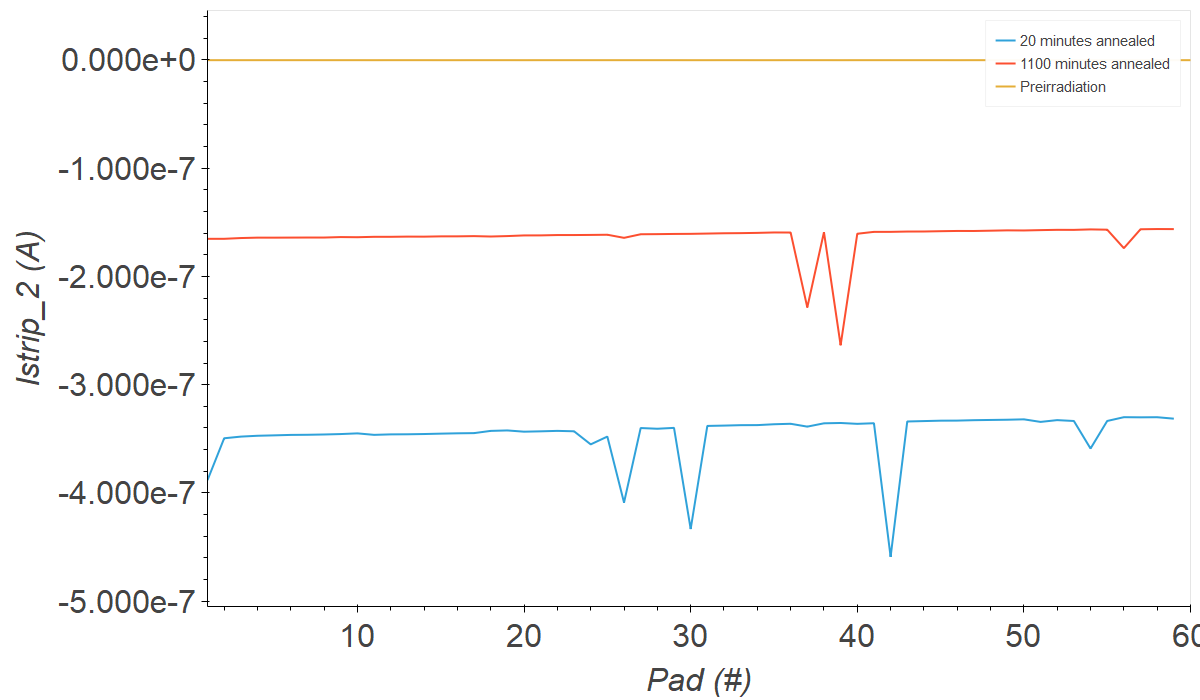 0.000e+0
-1.000e-7
-2.000e-7
-3.000e-7
-4.000e-7
-5.000e-7
Istrip_2 (A)
20 minutes annealed
1100 minutes annealed
Preirradiation
10 20 30 40 50 60
Pad (#)